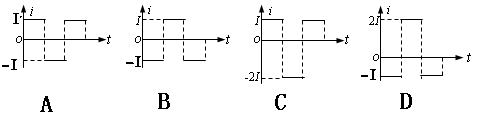 I i I i I i 2I i
o t o t o t o t
-I -I -2I -I
A B C D